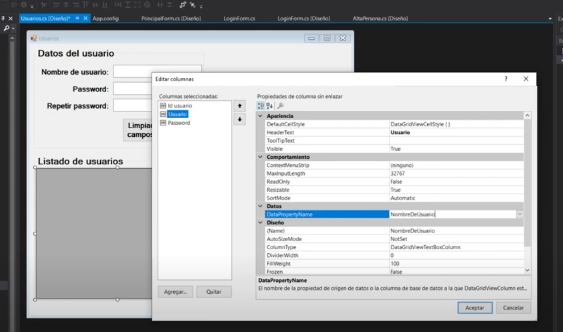 Usuarios.cs [Diseño]* App.config PrincipalForm.cs [Diseño] LoginForm.cs LoginForm.cs [Diseño] AltaPersona.cs [Diseño]
Usuarios
Datos del usuario
Nombre de usuario:
Password:
Repetir password:
Limpiar
campos
Listado de usuarios
Editar columnas
Columnas seleccionadas:
Id usuario
Usuario
Password
Agregar...
Quitar
Propiedades de columna sin enlazar
Apariencia
DefaultCellStyle DataGridViewCellStyle { }
HeaderText Usuario
ToolTipText
Visible True
Comportamiento
ContextMenuStrip (ninguno)
MaxInputLength 32767
ReadOnly False
Resizable True
SortMode Automatic
Datos
DataPropertyName NombreDeUsuario
Diseño
(Name) NombreDeUsuario
AutoSizeMode NotSet
ColumnType DataGridViewTextBoxColumn
DividerWidth 0
FillWeight 100
Frozen False
DataPropertyName
El nombre de la propiedad de origen de datos o la columna de base de datos a la que DataGridViewColumn est...
Aceptar
Cancelar